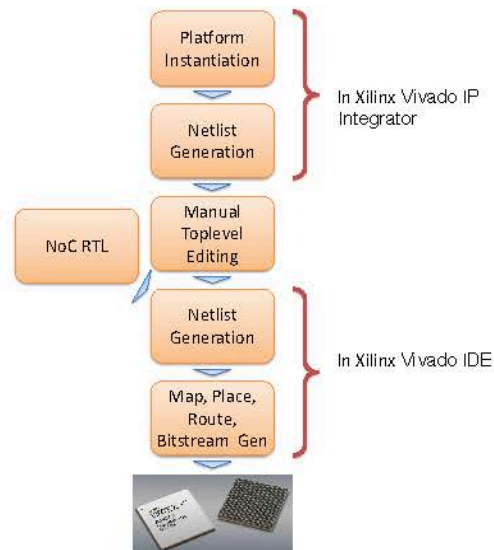 Platform
Instantiation
In Xilinx Vivado IP
Integrator
Netlist
Generation
Manual
Toplevel
Editing
NoC RTL
Netlist
Generation
In Xilinx Vivado IDE
Map, Place,
Route,
Bitstream Gen